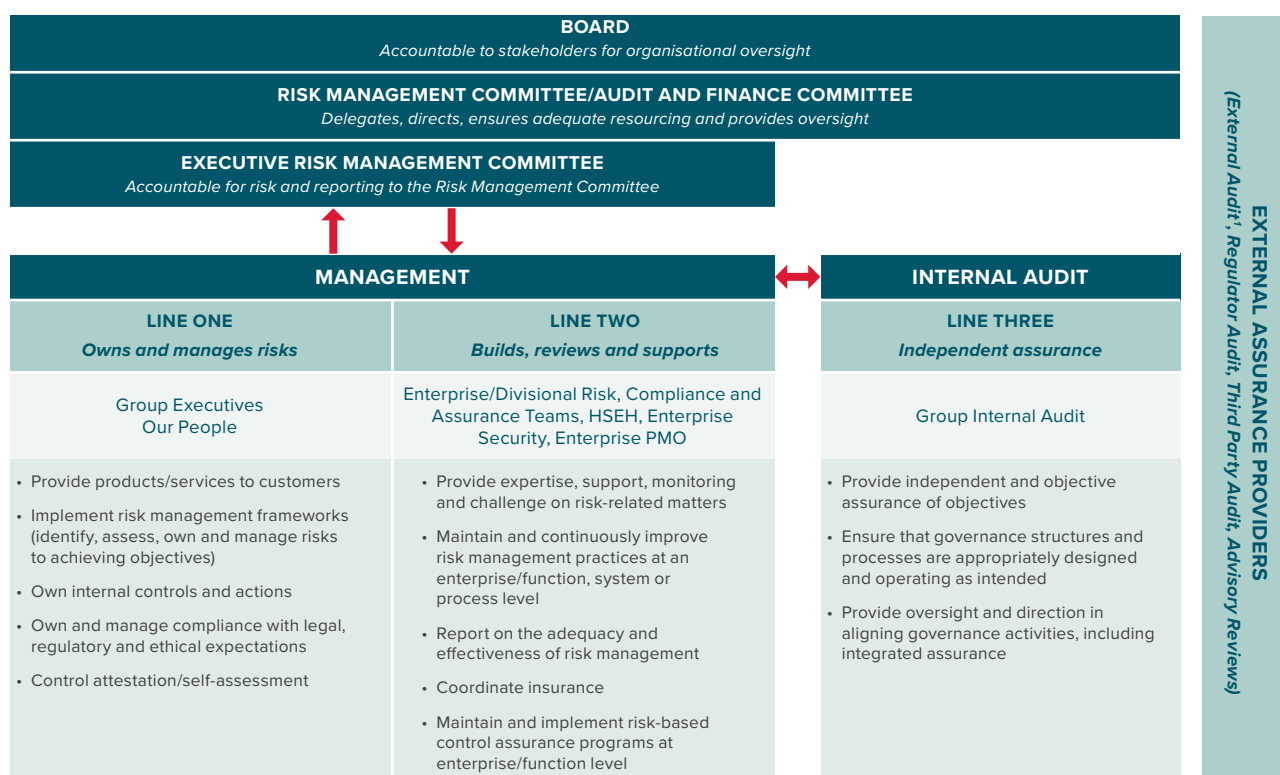 BOARD
Accountable to stakeholders for organisational oversight
RISK MANAGEMENT COMMITTEE/AUDIT AND FINANCE COMMITTEE
Delegates, directs, ensures adequate resourcing and provides oversight
EXECUTIVE RISK MANAGEMENT COMMITTEE
Accountable for risk and reporting to the Risk Management Committee
MANAGEMENT
LINE ONE
Owns and manages risks
Group Executives
Our People
• Provide products/services to customers
• Implement risk management frameworks
(identify, assess, own and manage risks
to achieving objectives)
• Own internal controls and actions
• Own and manage compliance with legal,
regulatory and ethical expectations
• Control attestation/self-assessment
LINE TWO
Builds, reviews and supports
Enterprise/Divisional Risk, Compliance and
Assurance Teams, HSEH, Enterprise
Security, Enterprise PMO
• Provide expertise, support, monitoring
and challenge on risk-related matters
• Maintain and continuously improve
risk management practices at an
enterprise/function, system or
process level
• Report on the adequacy and
effectiveness of risk management
• Coordinate insurance
• Maintain and implement risk-based
control assurance programs at
enterprise/function level
INTERNAL AUDIT
LINE THREE
Independent assurance
Group Internal Audit
• Provide independent and objective
assurance of objectives
• Ensure that governance structures and
processes are appropriately designed
and operating as intended
• Provide oversight and direction in
aligning governance activities, including
integrated assurance
EXTERNAL ASSURANCE PROVIDERS
(External Audit¹, Regulator Audit, Third Party Audit, Advisory Reviews)